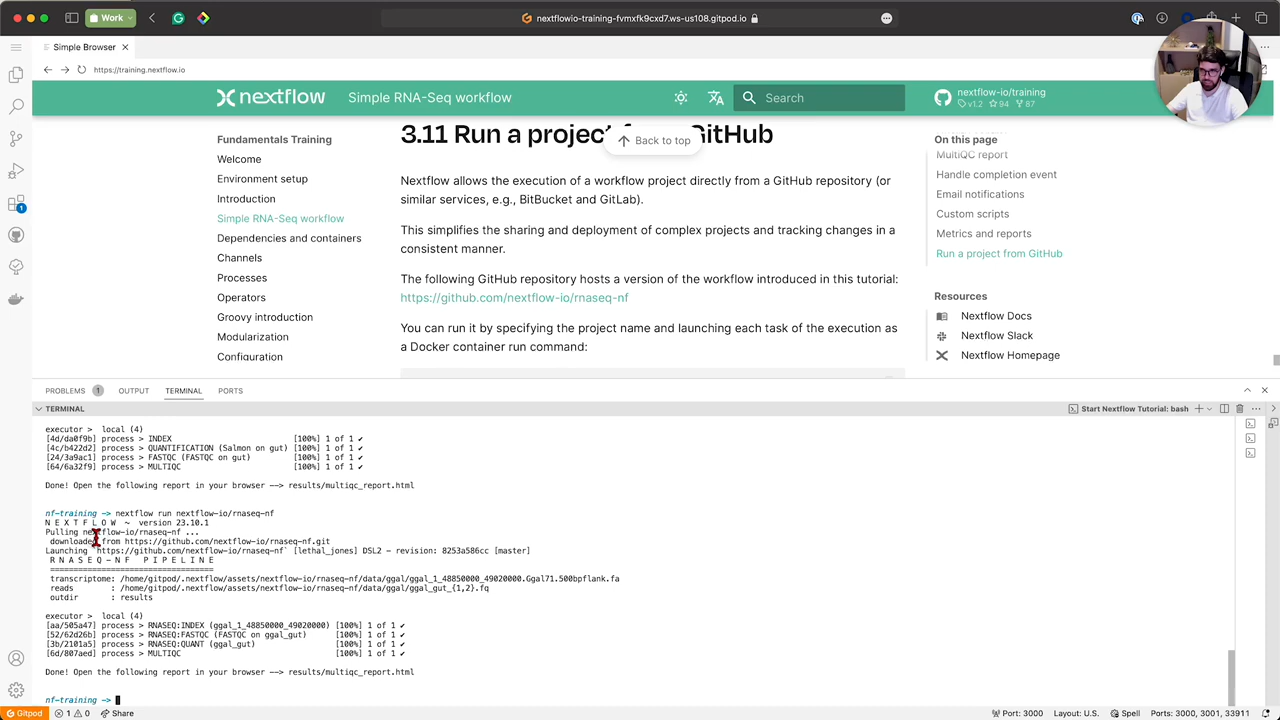 Work
nextflowio-training-fvmxfk9cxd7.ws-us108.gitpod.io
Simple Browser
https://training.nextflow.io
nextflow
Simple RNA-Seq workflow
Search
nextflow-io/training
v1.2 94 87
Fundamentals Training
Welcome
Environment setup
Introduction
Simple RNA-Seq workflow
Dependencies and containers
Channels
Processes
Operators
Groovy introduction
Modularization
Configuration
3.11 Run a project from GitHub
Back to top
Nextflow allows the execution of a workflow project directly from a GitHub repository (or
similar services, e.g., BitBucket and GitLab).
This simplifies the sharing and deployment of complex projects and tracking changes in a
consistent manner.
The following GitHub repository hosts a version of the workflow introduced in this tutorial:
https://github.com/nextflow-io/rnaseq-nf
You can run it by specifying the project name and launching each task of the execution as
a Docker container run command:
On this page
MultiQC report
Handle completion event
Email notifications
Custom scripts
Metrics and reports
Run a project from GitHub
Resources
Nextflow Docs
Nextflow Slack
Nextflow Homepage
1
PROBLEMS 1 OUTPUT TERMINAL PORTS
TERMINAL
Start Nextflow Tutorial: bash
executor > local (4)
[4d/da0f9b] process > INDEX [100%] 1 of 1 ✔
[4c/b422d2] process > QUANTIFICATION (Salmon on gut) [100%] 1 of 1 ✔
[24/3a9ac1] process > FASTQC (FASTQC on gut) [100%] 1 of 1 ✔
[64/6a32f9] process > MULTIQC [100%] 1 of 1 ✔
Done! Open the following report in your browser --> results/multiqc_report.html
nf-training -> nextflow run nextflow-io/rnaseq-nf
N E X T F L O W ~ version 23.10.1
Pulling nextflow-io/rnaseq-nf ...
downloaded from https://github.com/nextflow-io/rnaseq-nf.git
Launching `https://github.com/nextflow-io/rnaseq-nf` [lethal_jones] DSL2 - revision: 8253a586cc [master]
R N A S E Q - N F P I P E L I N E
===================================
transcriptome: /home/gitpod/.nextflow/assets/nextflow-io/rnaseq-nf/data/ggal/ggal_1_48850000_49020000.Ggal71.500bpflank.fa
reads : /home/gitpod/.nextflow/assets/nextflow-io/rnaseq-nf/data/ggal/ggal_gut_{1,2}.fq
outdir : results
executor > local (4)
[aa/505a47] process > RNASEQ:INDEX (ggal_1_48850000_49020000) [100%] 1 of 1 ✔
[52/62d26b] process > RNASEQ:FASTQC (FASTQC on ggal_gut) [100%] 1 of 1 ✔
[3b/2101a5] process > RNASEQ:QUANT (ggal_gut) [100%] 1 of 1 ✔
[6d/807aed] process > MULTIQC [100%] 1 of 1 ✔
Done! Open the following report in your browser --> results/multiqc_report.html
nf-training ->
Gitpod 1 0 Share
Port: 3000 Layout: U.S. Spell Ports: 3000, 3001, 33911